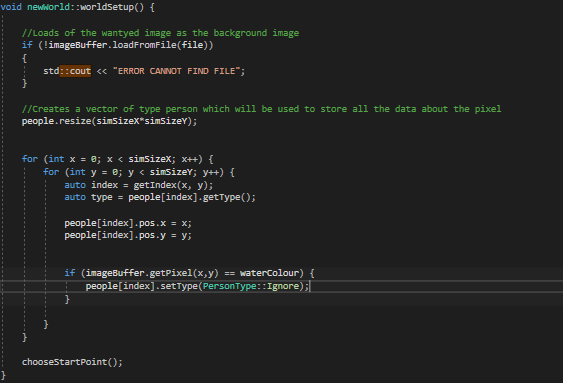 void newWorld::worldSetup() {
//Loads of the wantyed image as the background image
if (!imageBuffer.loadFromFile(file))
{
std::cout << "ERROR CANNOT FIND FILE";
}
//Creates a vector of type person which will be used to store all the data about the pixel
people.resize(simSizeX*simSizeY);
for (int x = 0; x < simSizeX; x++) {
for (int y = 0; y < simSizeY; y++) {
auto index = getIndex(x, y);
auto type = people[index].getType();
people[index].pos.x = x;
people[index].pos.y = y;
if (imageBuffer.getPixel(x,y) == waterColour) {
people[index].setType(PersonType::Ignore);
}
}
}
chooseStartPoint();
}